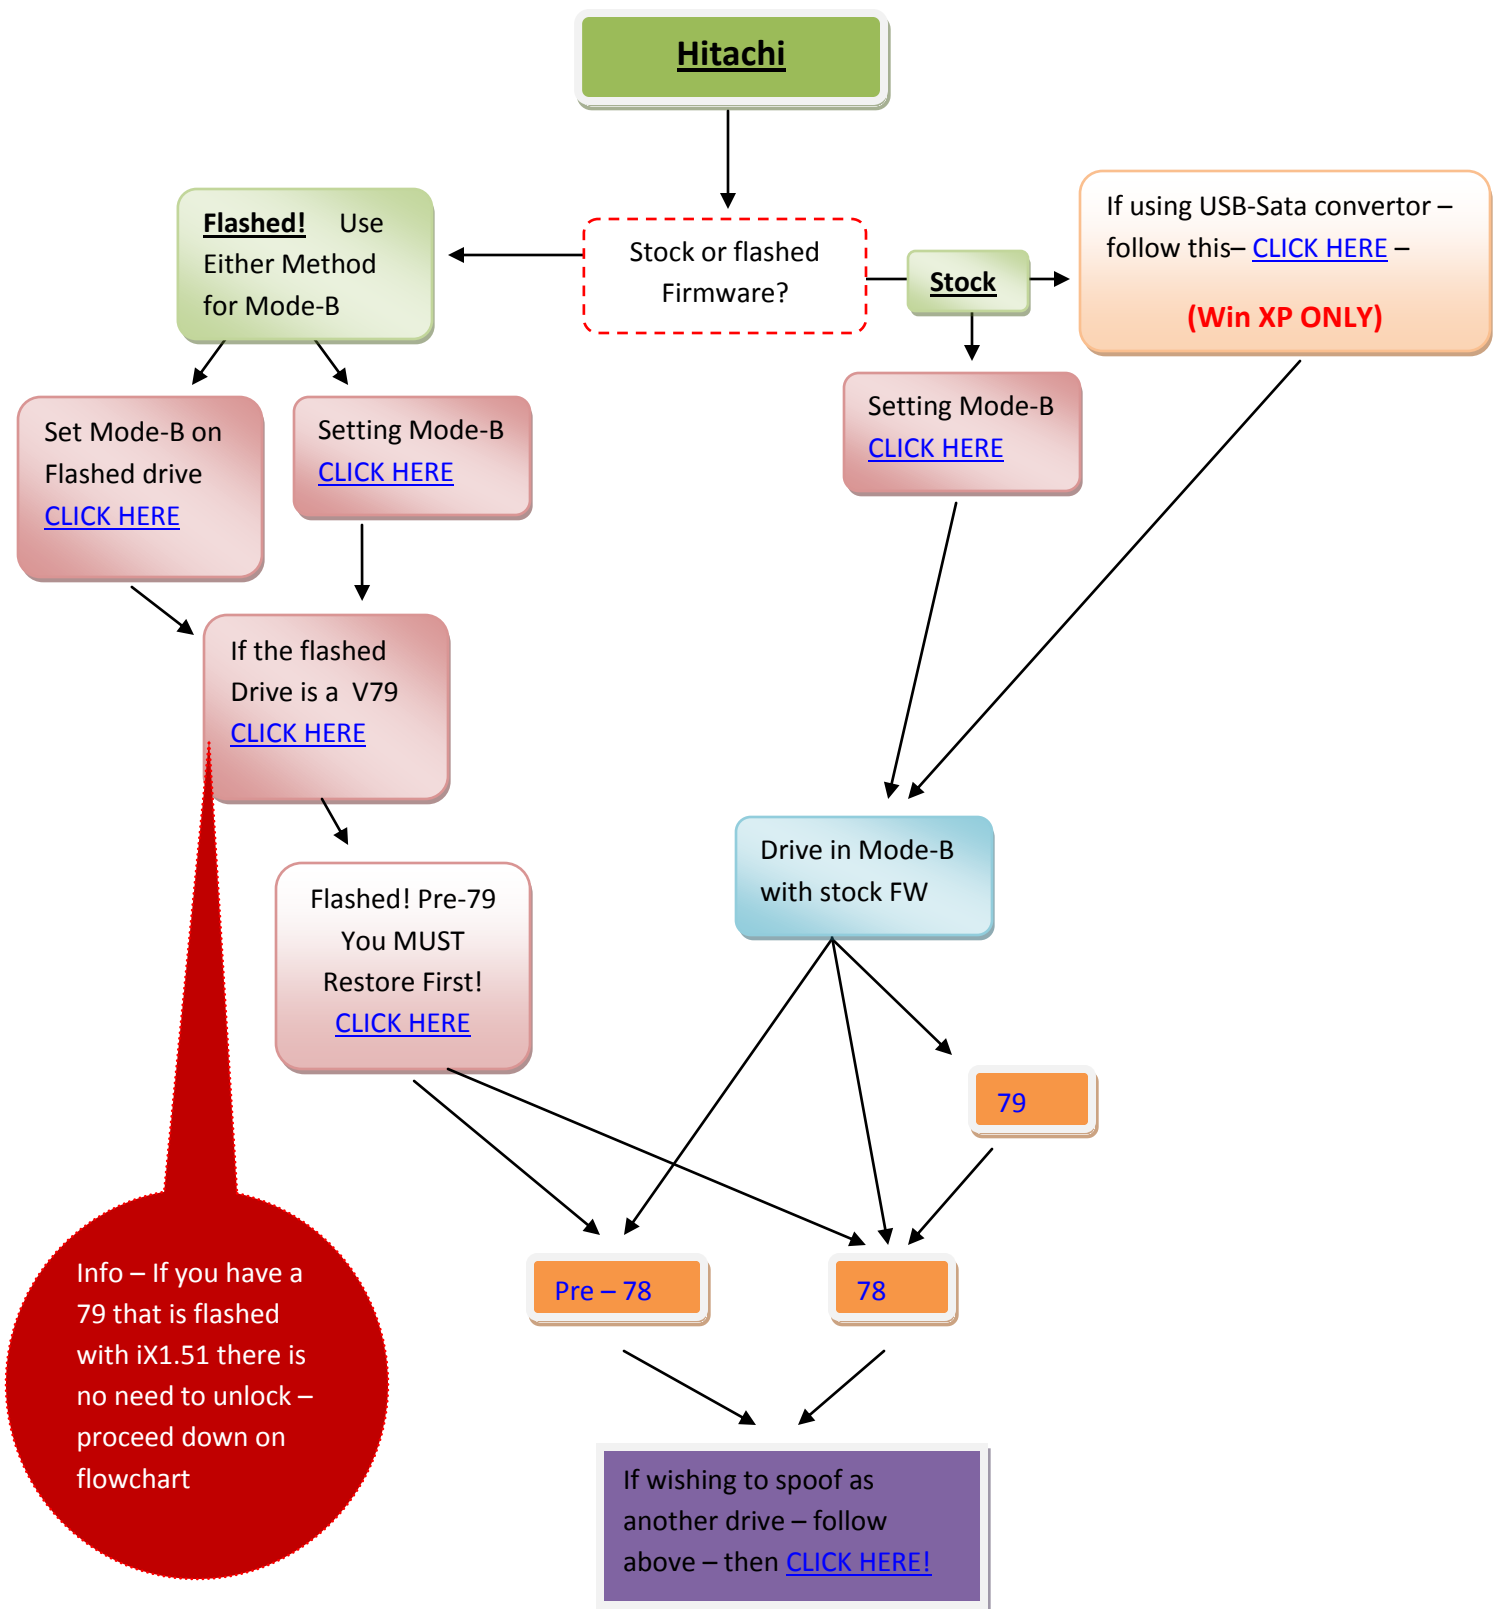 Hitachi
Flashed! Use
Either Method
for Mode-B
Stock or flashed
Firmware?
Stock
If using USB-Sata convertor –
follow this– CLICK HERE –
(Win XP ONLY)
Set Mode-B on
Flashed drive
CLICK HERE
Setting Mode-B
CLICK HERE
Setting Mode-B
CLICK HERE
If the flashed
Drive is a V79
CLICK HERE
Flashed! Pre-79
You MUST
Restore First!
CLICK HERE
Drive in Mode-B
with stock FW
79
Pre – 78
78
Info – If you have a
79 that is flashed
with iX1.51 there is
no need to unlock –
proceed down on
flowchart
If wishing to spoof as
another drive – follow
above – then CLICK HERE!